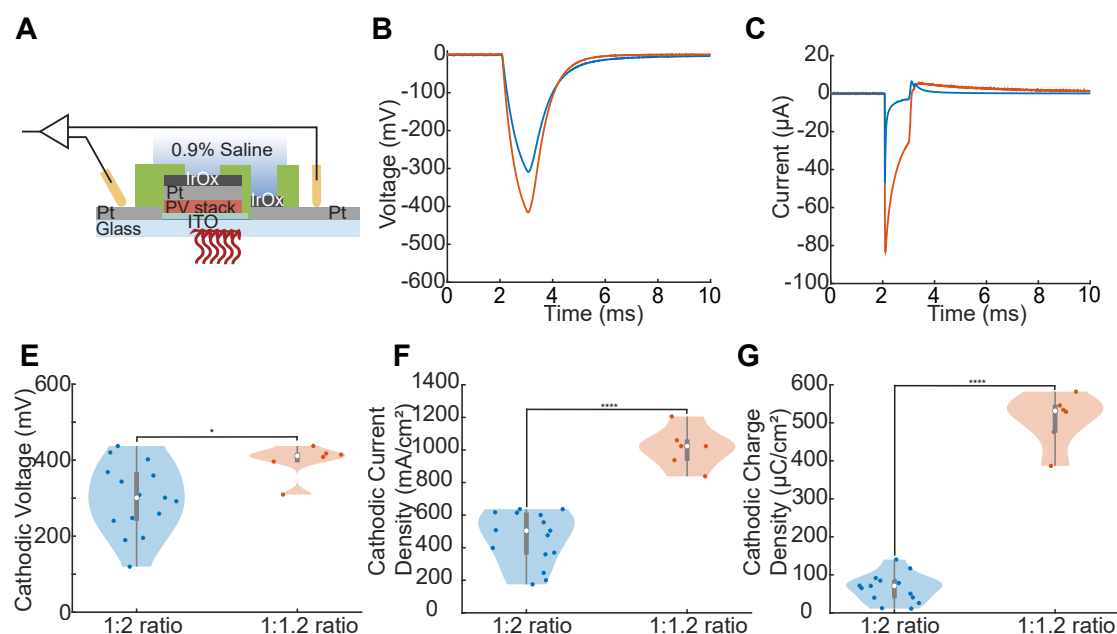 A
0.9% Saline
IrOx
Pt
IrOx
PV stack
Pt
ITO
Pt
Glass
B
Voltage (mV)
0
-100
-200
-300
-400
-500
-600
0
2
4
6
8
10
Time (ms)
C
Current (µA)
20
0
-20
-40
-60
-80
-100
0
2
4
6
8
10
Time (ms)
E
Cathodic Voltage (mV)
600
400
200
0
*
1:2 ratio
1:1.2 ratio
F
Cathodic Current
Density (mA/cm²)
1400
1200
1000
800
600
400
200
0
****
1:2 ratio
1:1.2 ratio
G
Cathodic Charge
Density (µC/cm²)
600
500
400
300
200
100
0
****
1:2 ratio
1:1.2 ratio